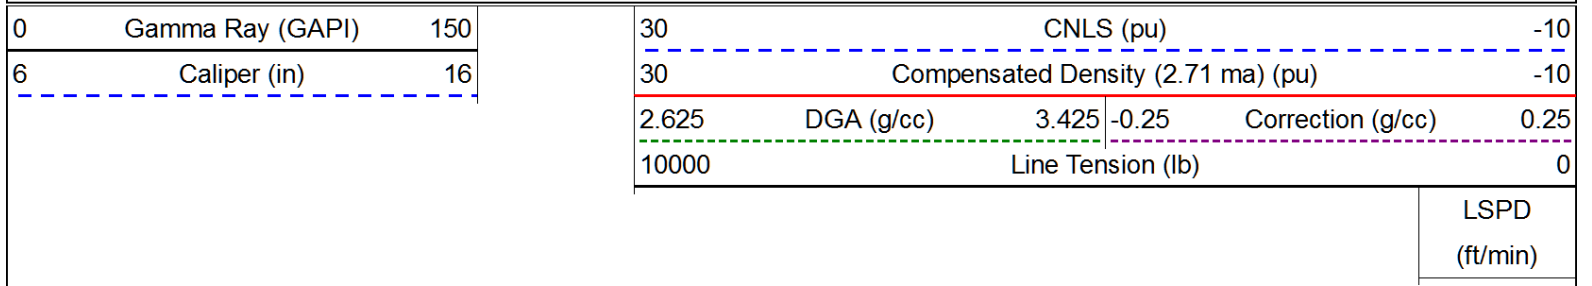 0 Gamma Ray (GAPI) 150 30 CNLS (pu) -10
6 Caliper (in) 16 30 Compensated Density (2.71 ma) (pu) -10
2.625 DGA (g/cc) 3.425 -0.25 Correction (g/cc) 0.25
10000 Line Tension (lb) 0
LSPD
(ft/min)